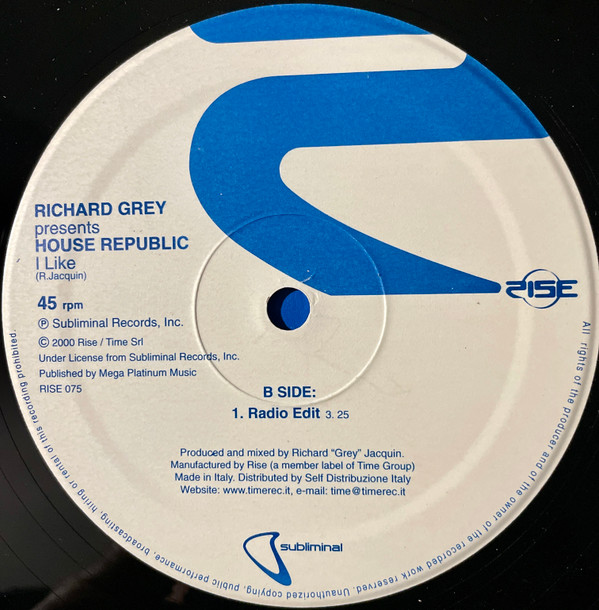 RICHARD GREY
presents
HOUSE REPUBLIC
I Like
(R.Jacquin)
45 rpm
Ⓟ Subliminal Records, Inc.
© 2000 Rise / Time Srl
Under License from Subliminal Records, Inc.
Published by Mega Platinum Music
RISE 075
RISE
B SIDE:
1. Radio Edit 3. 25
Produced and mixed by Richard "Grey" Jacquin.
Manufactured by Rise (a member label of Time Group)
Made in Italy. Distributed by Self Distribuzione Italy
Website: www.timerec.it, e-mail: time@timerec.it
subliminal
All rights of the producer and of the owner of the recorded work reserved. Unauthorized copying, public performance, broadcasting, hiring or rental of this recording prohibited.